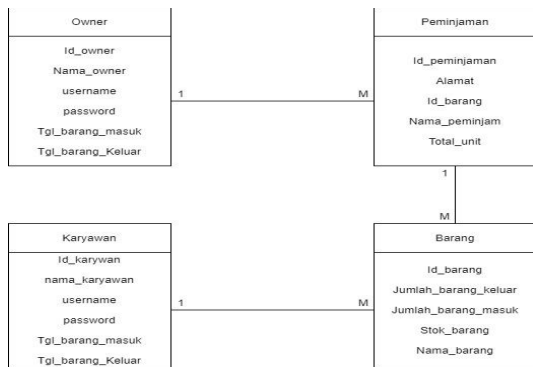 Owner
Id_owner
Nama_owner
username
password
Tgl_barang_masuk
Tgl_barang_Keluar
1
M
Peminjaman
Id_peminjaman
Alamat
Id_barang
Nama_peminjam
Total_unit
1
M
Karyawan
Id_karywan
nama_karyawan
username
password
Tgl_barang_masuk
Tgl_barang_Keluar
1
M
Barang
Id_barang
Jumlah_barang_keluar
Jumlah_barang_masuk
Stok_barang
Nama_barang